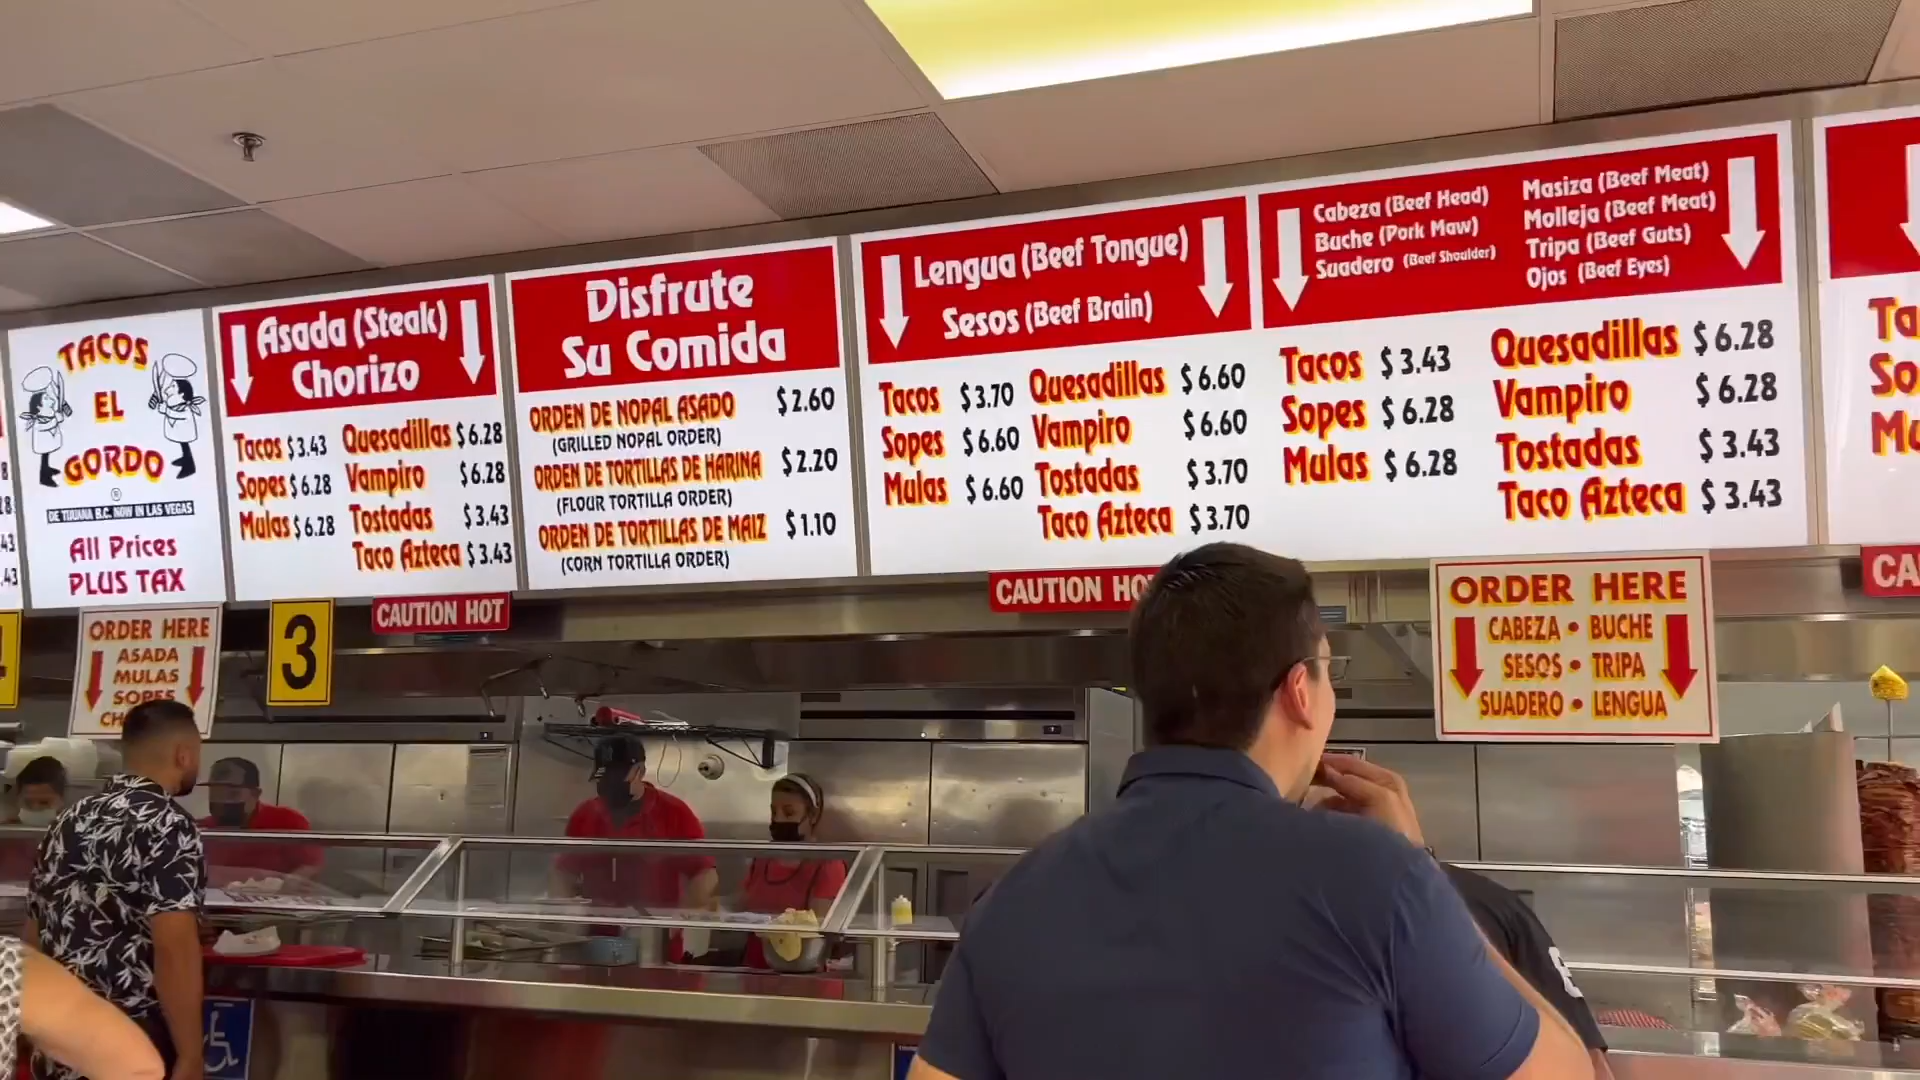 TACOS
EL
GORDO
®
DE TIJUANA B.C. NOW IN LAS VEGAS
All Prices
PLUS TAX
Asada (Steak)
Chorizo
Tacos $3.43 Quesadillas $6.28
Sopes $6.28 Vampiro $6.28
Mulas $6.28 Tostadas $3.43
Taco Azteca $3.43
Disfrute
Su Comida
ORDEN DE NOPAL ASADO $2.60
(GRILLED NOPAL ORDER)
ORDEN DE TORTILLAS DE HARINA $2.20
(FLOUR TORTILLA ORDER)
ORDEN DE TORTILLAS DE MAIZ $1.10
(CORN TORTILLA ORDER)
Lengua (Beef Tongue)
Sesos (Beef Brain)
Tacos $3.70 Quesadillas $6.60
Sopes $6.60 Vampiro $6.60
Mulas $6.60 Tostadas $3.70
Taco Azteca $3.70
Cabeza (Beef Head)
Buche (Pork Maw)
Suadero (Beef Shoulder)
Masiza (Beef Meat)
Molleja (Beef Meat)
Tripa (Beef Guts)
Ojos (Beef Eyes)
Tacos $3.43 Quesadillas $6.28
Sopes $6.28 Vampiro $6.28
Mulas $6.28 Tostadas $3.43
Taco Azteca $3.43
ORDER HERE
ASADA
MULAS
SOPES
3
CAUTION HOT
CAUTION
ORDER HERE
CABEZA • BUCHE
SESOS • TRIPA
SUADERO • LENGUA